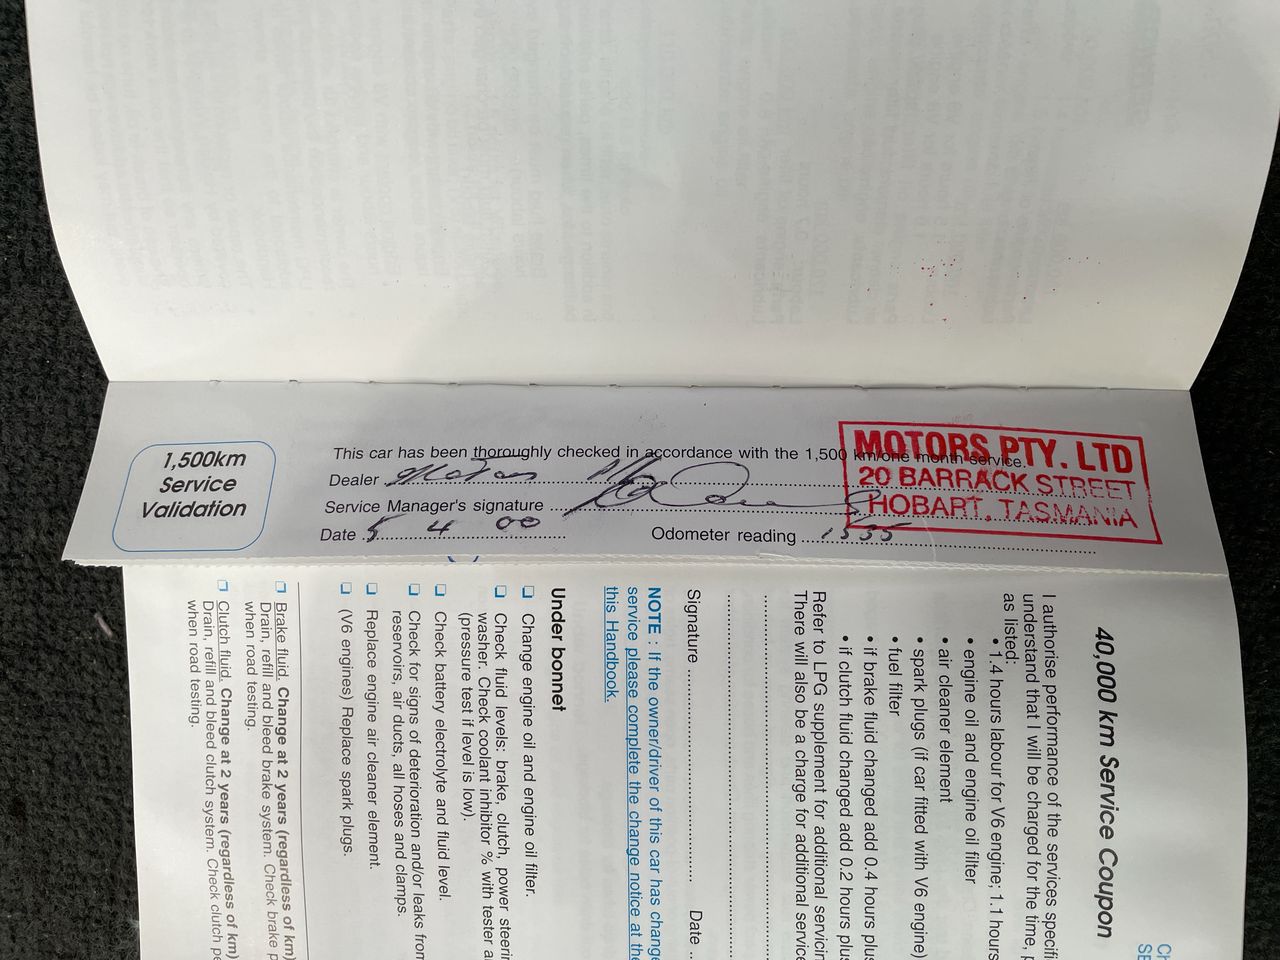 1,500km
Service
Validation
This car has been thoroughly checked in accordance with the 1,500 km/one month service.
Dealer Motors
Service Manager's signature
Date 5 4 00
Odometer reading 1535
MOTORS PTY. LTD
20 BARRACK STREET
HOBART, TASMANIA
40,000 km Service Coupon
I authorise performance of the services
understand that I will be charged for the time,
as listed:
• 1.4 hours labour for V6 engine; 1.1 hours
• engine oil and engine oil filter
• air cleaner element
• spark plugs (if car fitted with V6 engine)
• fuel filter
• if brake fluid changed add 0.4 hours plus
• if clutch fluid changed add 0.2 hours plus
Refer to LPG supplement for additional
There will also be a charge for additional
Signature
Date
NOTE : If the owner/driver of this car has
service please complete the change notice at the
this Handbook.
Under bonnet
❑ Change engine oil and engine oil filter.
❑ Check fluid levels: brake, clutch, power
washer. Check coolant inhibitor % with tester
(pressure test if level is low).
❑ Check battery electrolyte and fluid level.
❑ Check for signs of deterioration and/or leaks
reservoirs, air ducts, all hoses and clamps.
❑ Replace engine air cleaner element.
❑ (V6 engines) Replace spark plugs.
❑ Brake fluid. Change at 2 years (regardless of km)
Drain, refill and bleed brake system. Check brake
when road testing.
❑ Clutch fluid. Change at 2 years (regardless of km)
Drain, refill and bleed clutch system. Check clutch
when road testing.